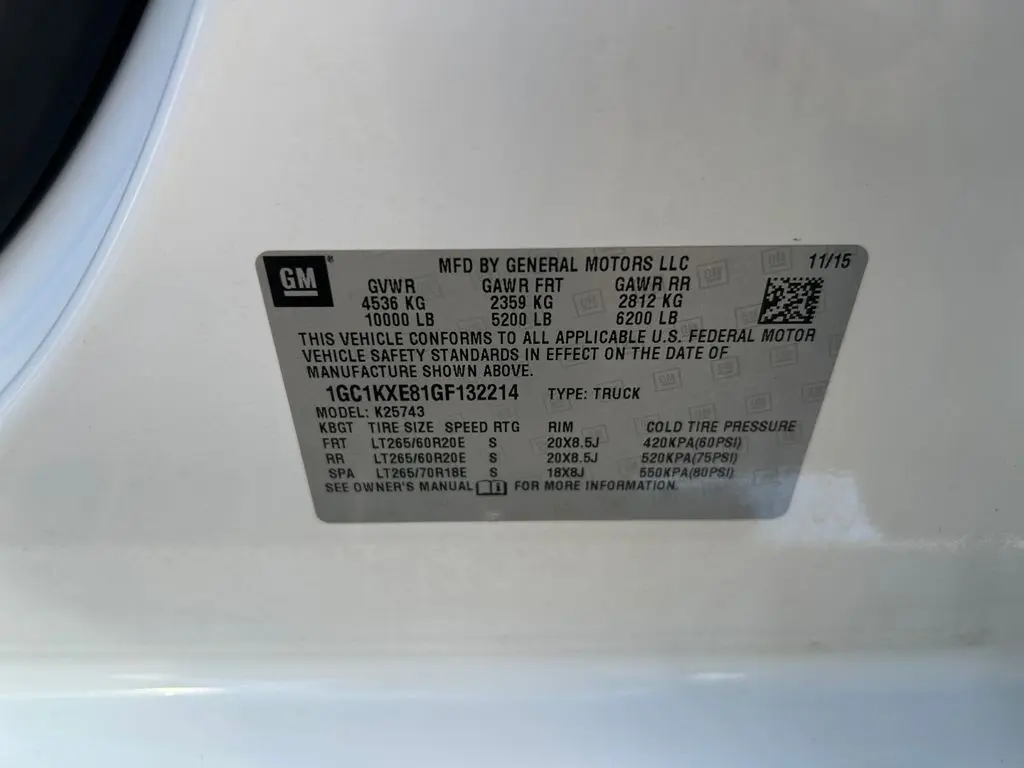 GM®
MFD BY GENERAL MOTORS LLC 11/15
GVWR GAWR FRT GAWR RR
4536 KG 2359 KG 2812 KG
10000 LB 5200 LB 6200 LB
THIS VEHICLE CONFORMS TO ALL APPLICABLE U.S. FEDERAL MOTOR
VEHICLE SAFETY STANDARDS IN EFFECT ON THE DATE OF
MANUFACTURE SHOWN ABOVE.
1GC1KXE81GF132214 TYPE: TRUCK
MODEL: K25743
KBGT TIRE SIZE SPEED RTG RIM COLD TIRE PRESSURE
FRT LT265/60R20E S 20X8.5J 420KPA(60PSI)
RR LT265/60R20E S 20X8.5J 520KPA(75PSI)
SPA LT265/70R18E S 18X8J 550KPA(80PSI)
SEE OWNER'S MANUAL FOR MORE INFORMATION.